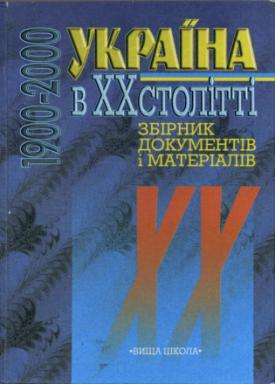 1900-2000
УКРАЇНА
в XX столітті
ЗБІРНИК
ДОКУМЕНТІВ
і МАТЕРІАЛІВ
XX
•ВИЩА ШКОЛА•